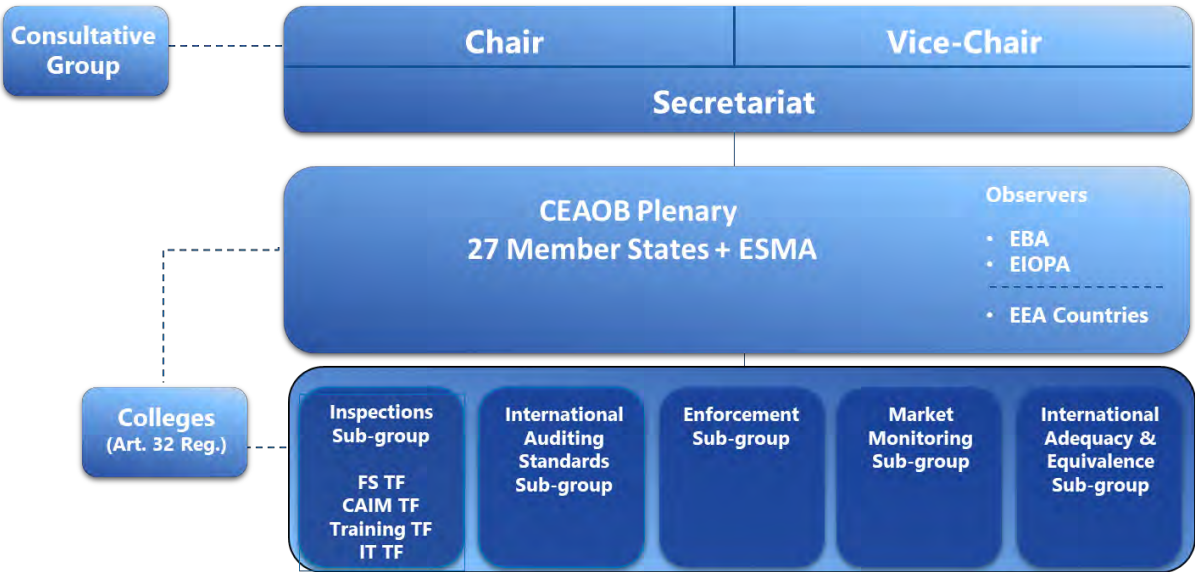 Consultative
Group
Chair
Vice-Chair
Secretariat
CEAOB Plenary
27 Member States + ESMA
Observers
• EBA
• EIOPA
• EEA Countries
Colleges
(Art. 32 Reg.)
Inspections
Sub-group
FS TF
CAIM TF
Training TF
IT TF
International
Auditing
Standards
Sub-group
Enforcement
Sub-group
Market
Monitoring
Sub-group
International
Adequacy &
Equivalence
Sub-group